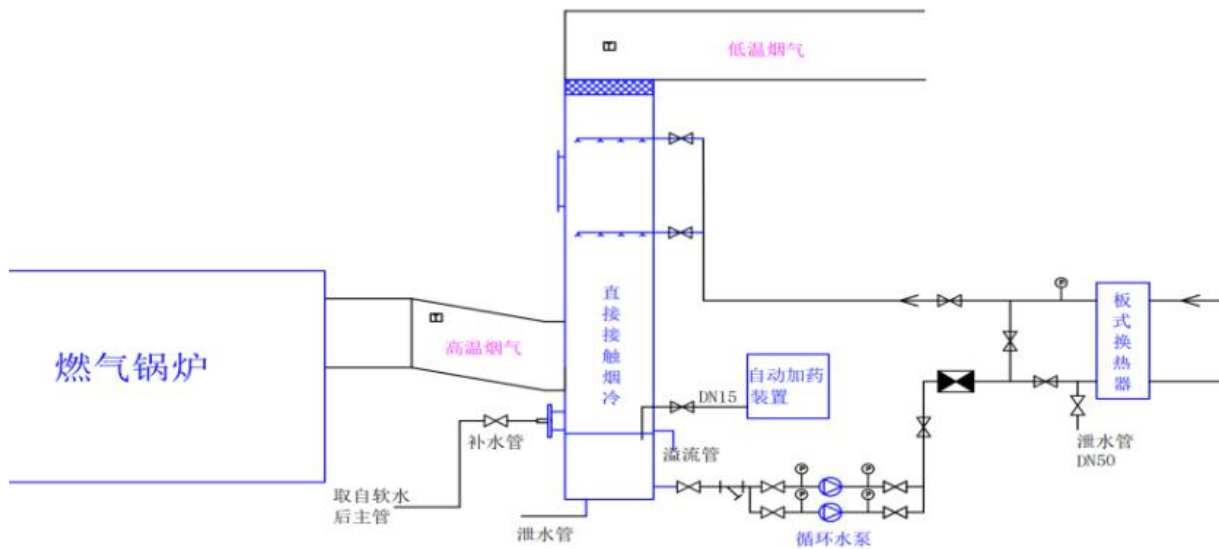 低温烟气
T
燃气锅炉
T
高温烟气
直接接触烟冷
板式换热器
自动加药
装置
DN15
补水管
溢流管
取自软水
后主管
泄水管
循环水泵
泄水管
DN50
P
P
P
P
P